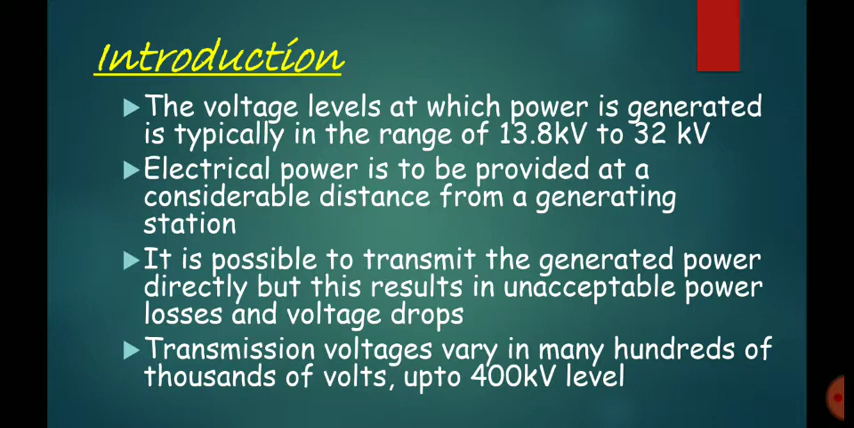 Introduction
The voltage levels at which power is generated
is typically in the range of 13.8kV to 32 kV
Electrical power is to be provided at a
considerable distance from a generating
station
It is possible to transmit the generated power
directly but this results in unacceptable power
losses and voltage drops
Transmission voltages vary in many hundreds of
thousands of volts, upto 400kV level